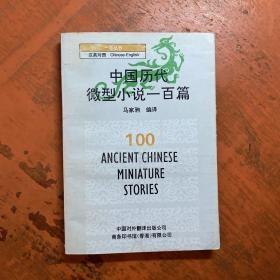 汉英对照 Chinese-English
中国历代
微型小说一百篇
马家驹 编译
100
ANCIENT CHINESE
MINIATURE
STORIES
中国对外翻译出版公司
商务印书馆(香港)有限公司